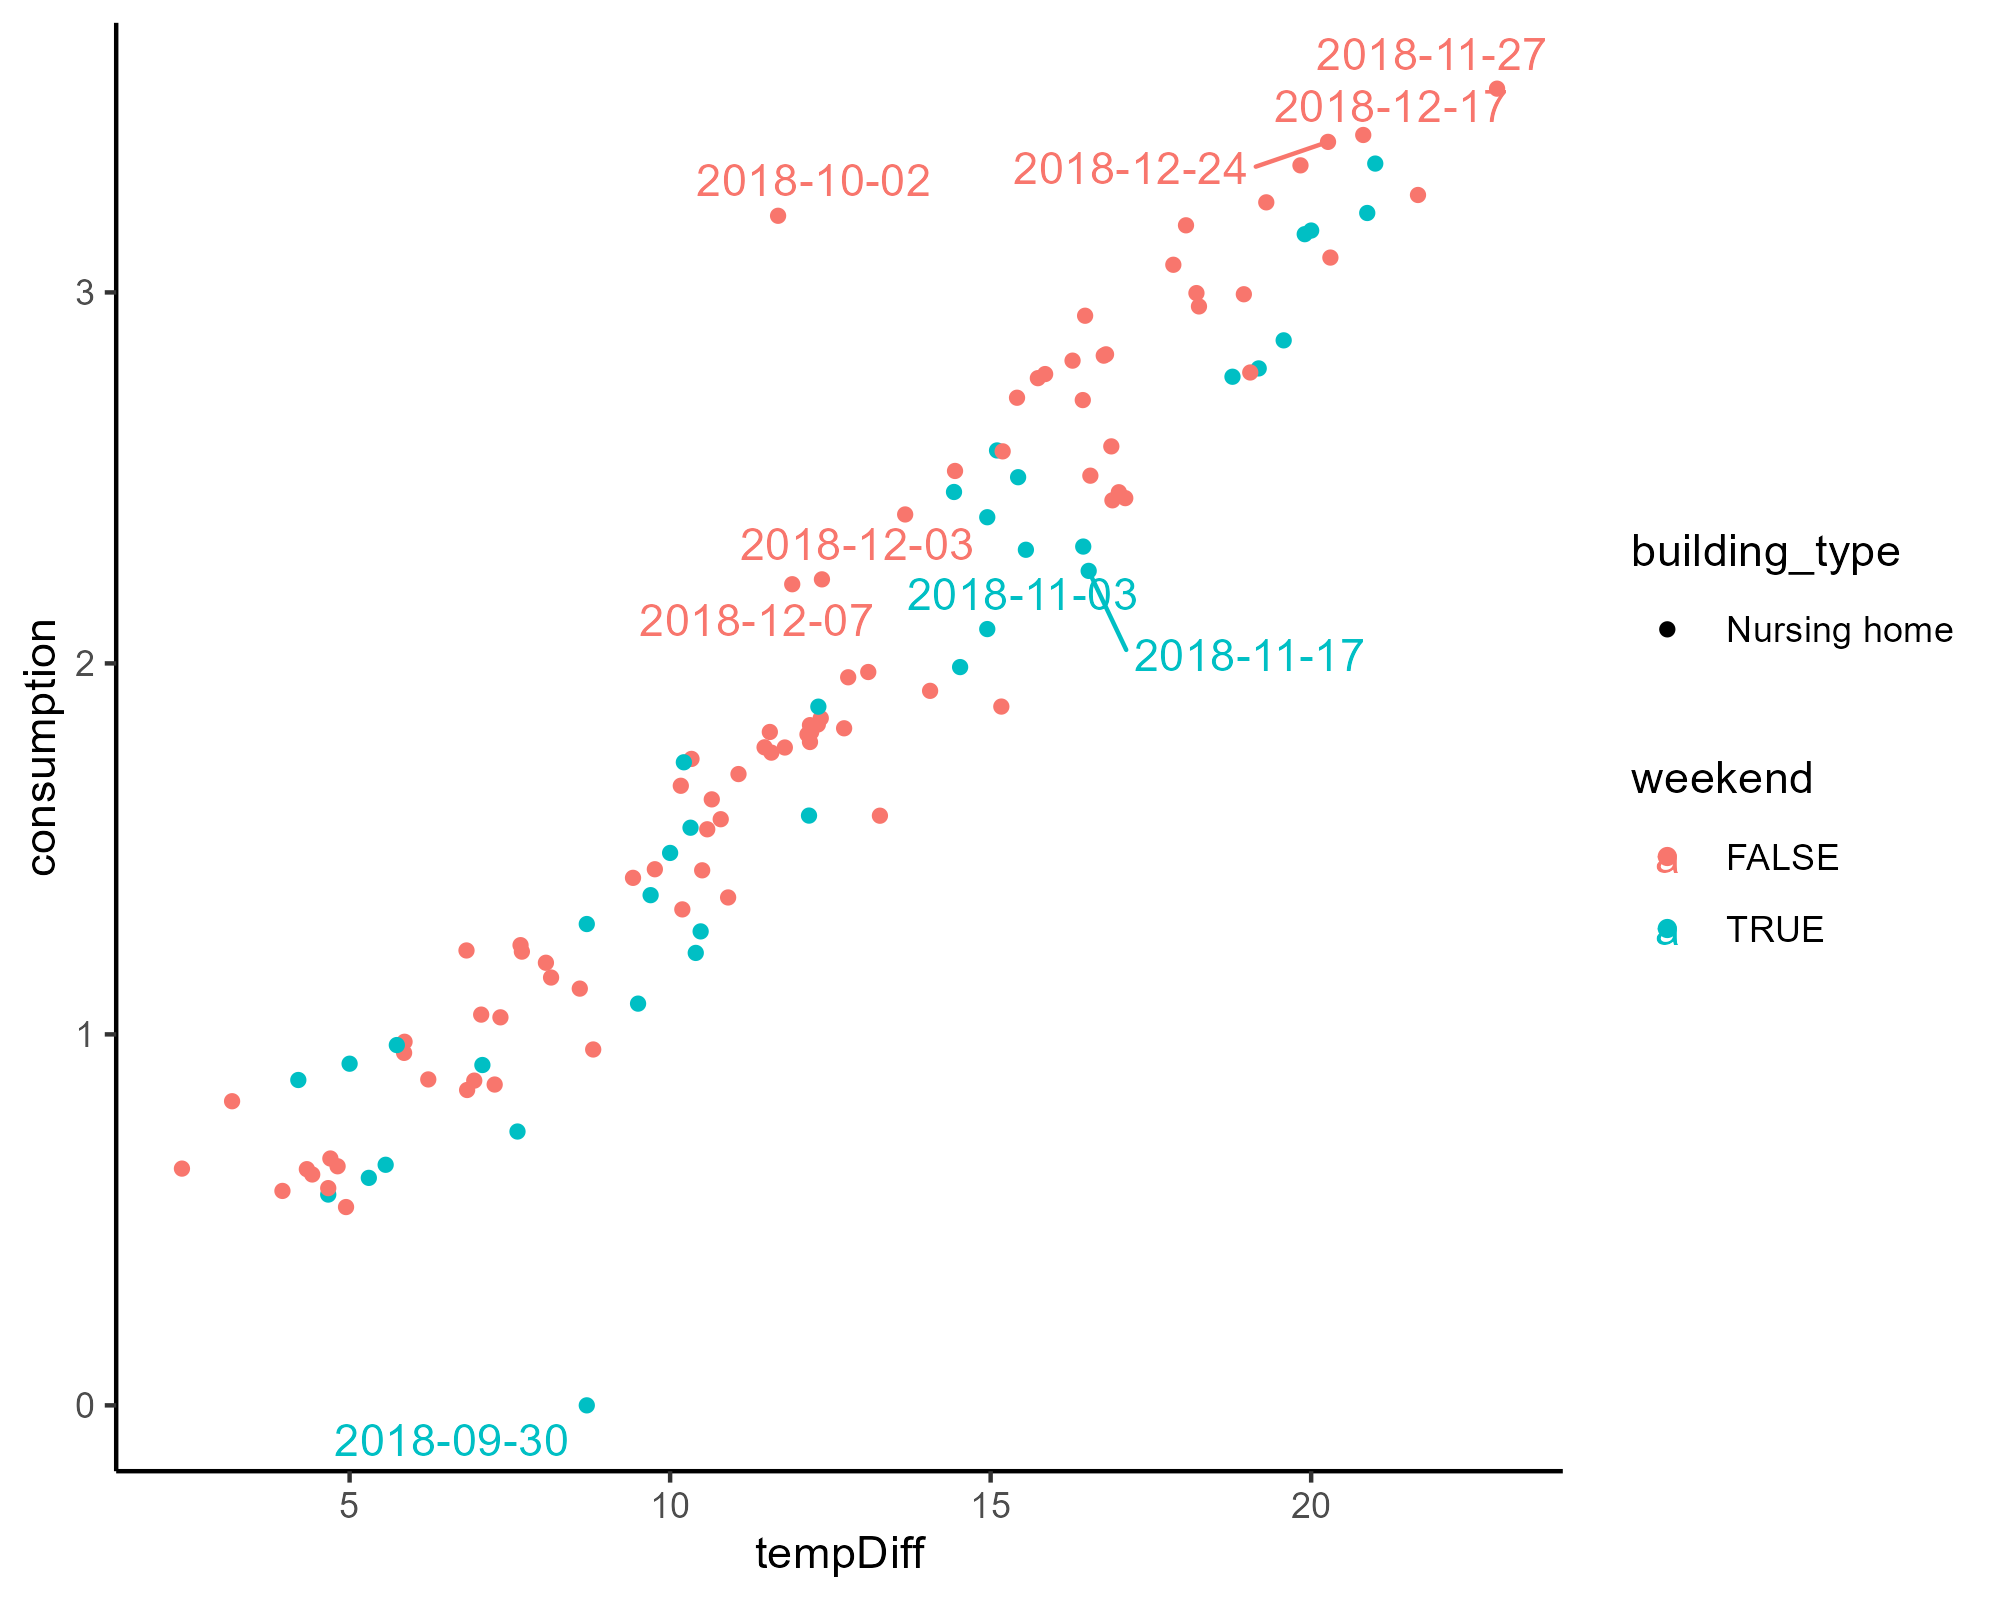 2018-11-27
2018-12-17
2018-12-24
2018-10-02
3
2018-12-03
2018-11-03
2018-12-07
2018-11-17
2
1
0
2018-09-30
5 10 15 20
tempDiff
consumption
building_type
Nursing home
weekend
a FALSE
a TRUE